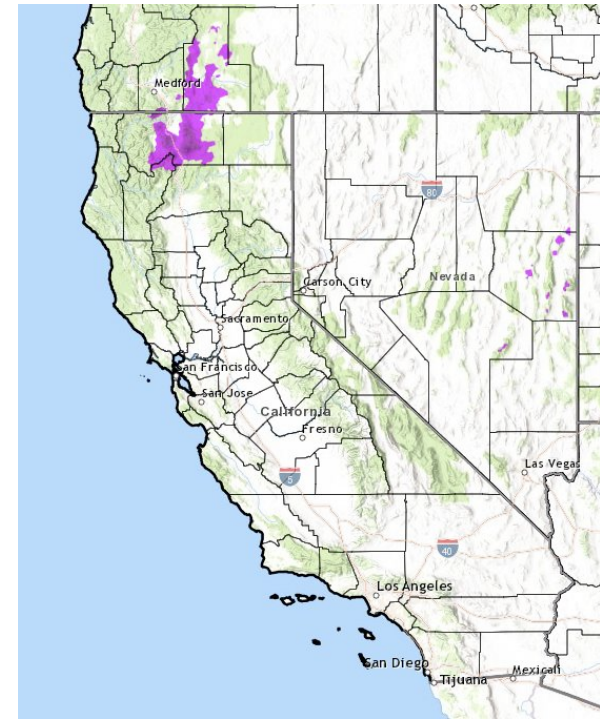 Medford
80
Carson City
Nevada
Sacramento
San Francisco
San Jose
California
Fresno
5
Las Vegas
40
Los Angeles
San Diego
Mexicali
Tijuana